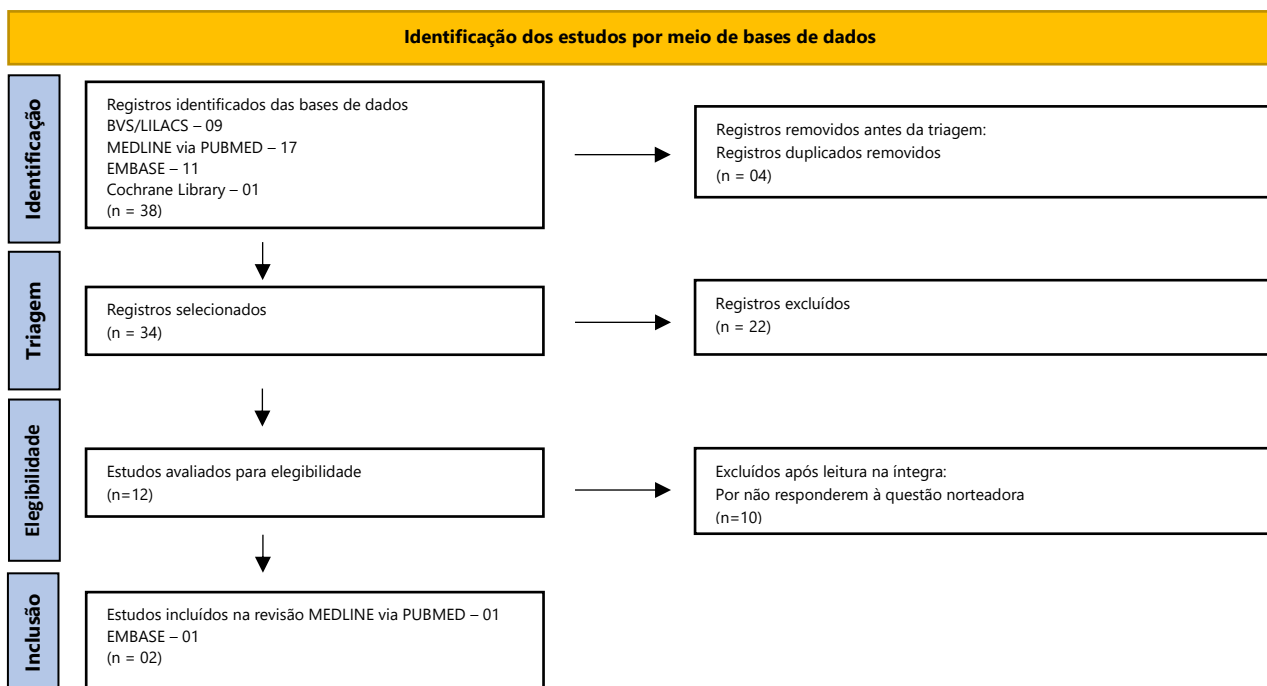 Identificação dos estudos por meio de bases de dados
Identificação
Registros identificados das bases de dados
BVS/LILACS – 09
MEDLINE via PUBMED – 17
EMBASE – 11
Cochrane Library – 01
(n = 38)
Registros removidos antes da triagem:
Registros duplicados removidos
(n = 04)
Triagem
Registros selecionados
(n = 34)
Registros excluídos
(n = 22)
Elegibilidade
Estudos avaliados para elegibilidade
(n=12)
Excluídos após leitura na íntegra:
Por não responderem à questão norteadora
(n=10)
Inclusão
Estudos incluídos na revisão MEDLINE via PUBMED – 01
EMBASE – 01
(n = 02)